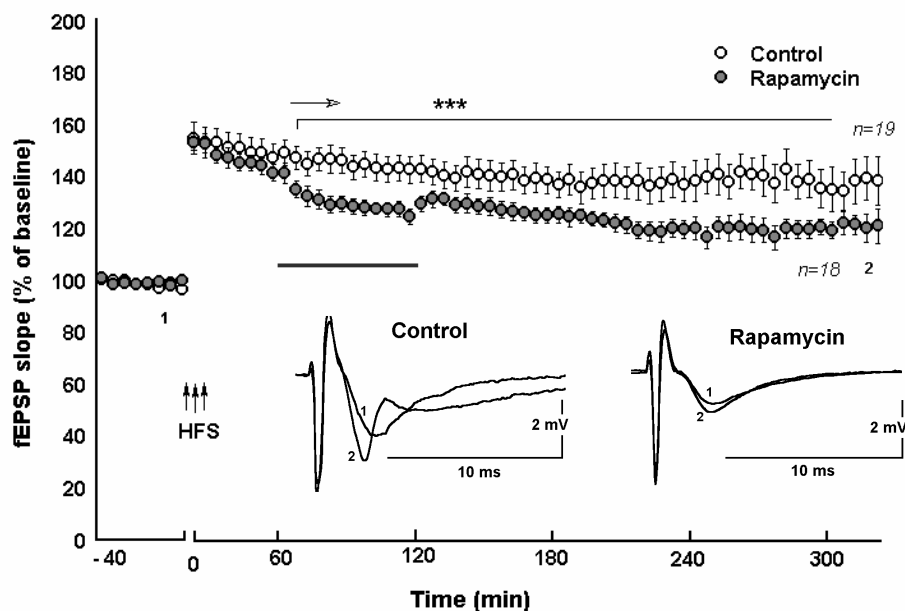 200
180
160
140
120
100
80
60
40
20
0
fEPSP slope (% of baseline)
Control
Rapamycin
***
n=19
n=18
2
1
HFS
Control
1
2
2 mV
10 ms
Rapamycin
1
2
2 mV
10 ms
-40 0 60 120 180 240 300
Time (min)